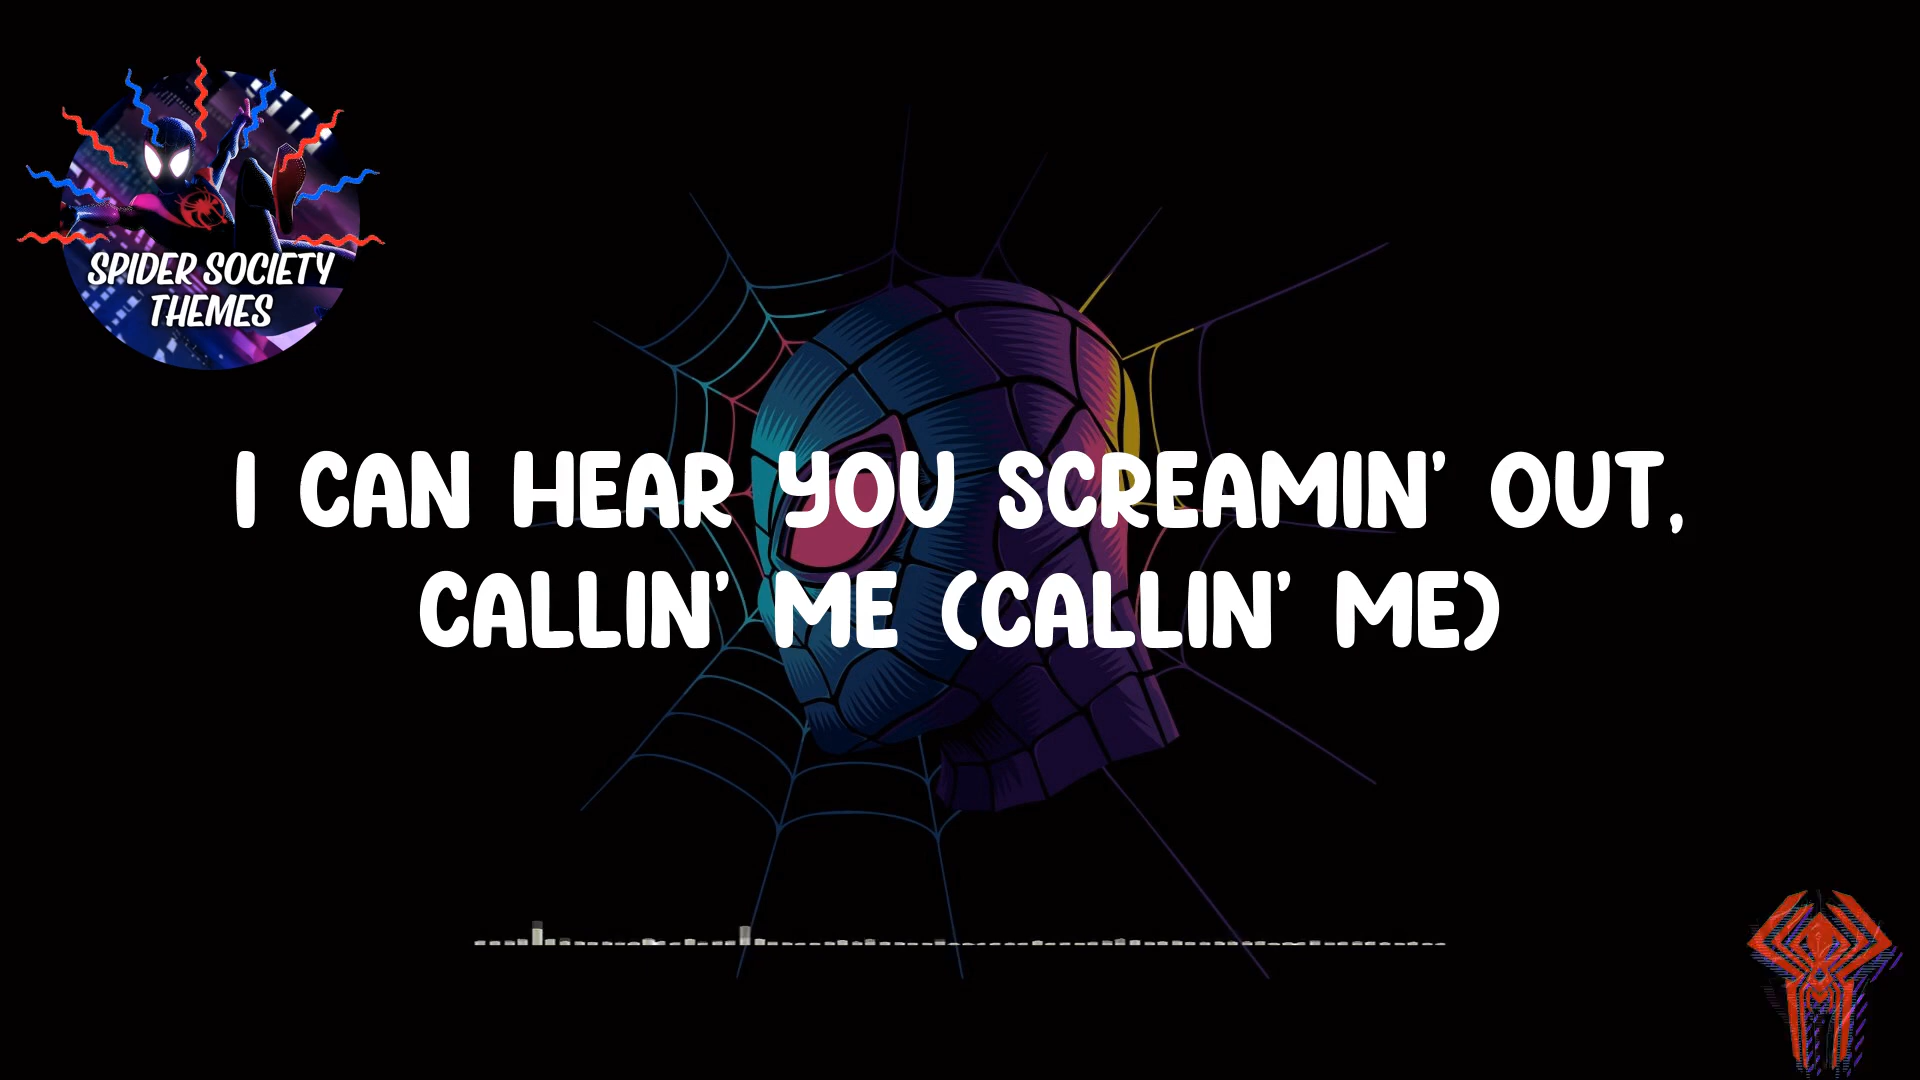 SPIDER SOCIETY
THEMES
I CAN HEAR YOU SCREAMIN' OUT,
CALLIN' ME (CALLIN' ME)